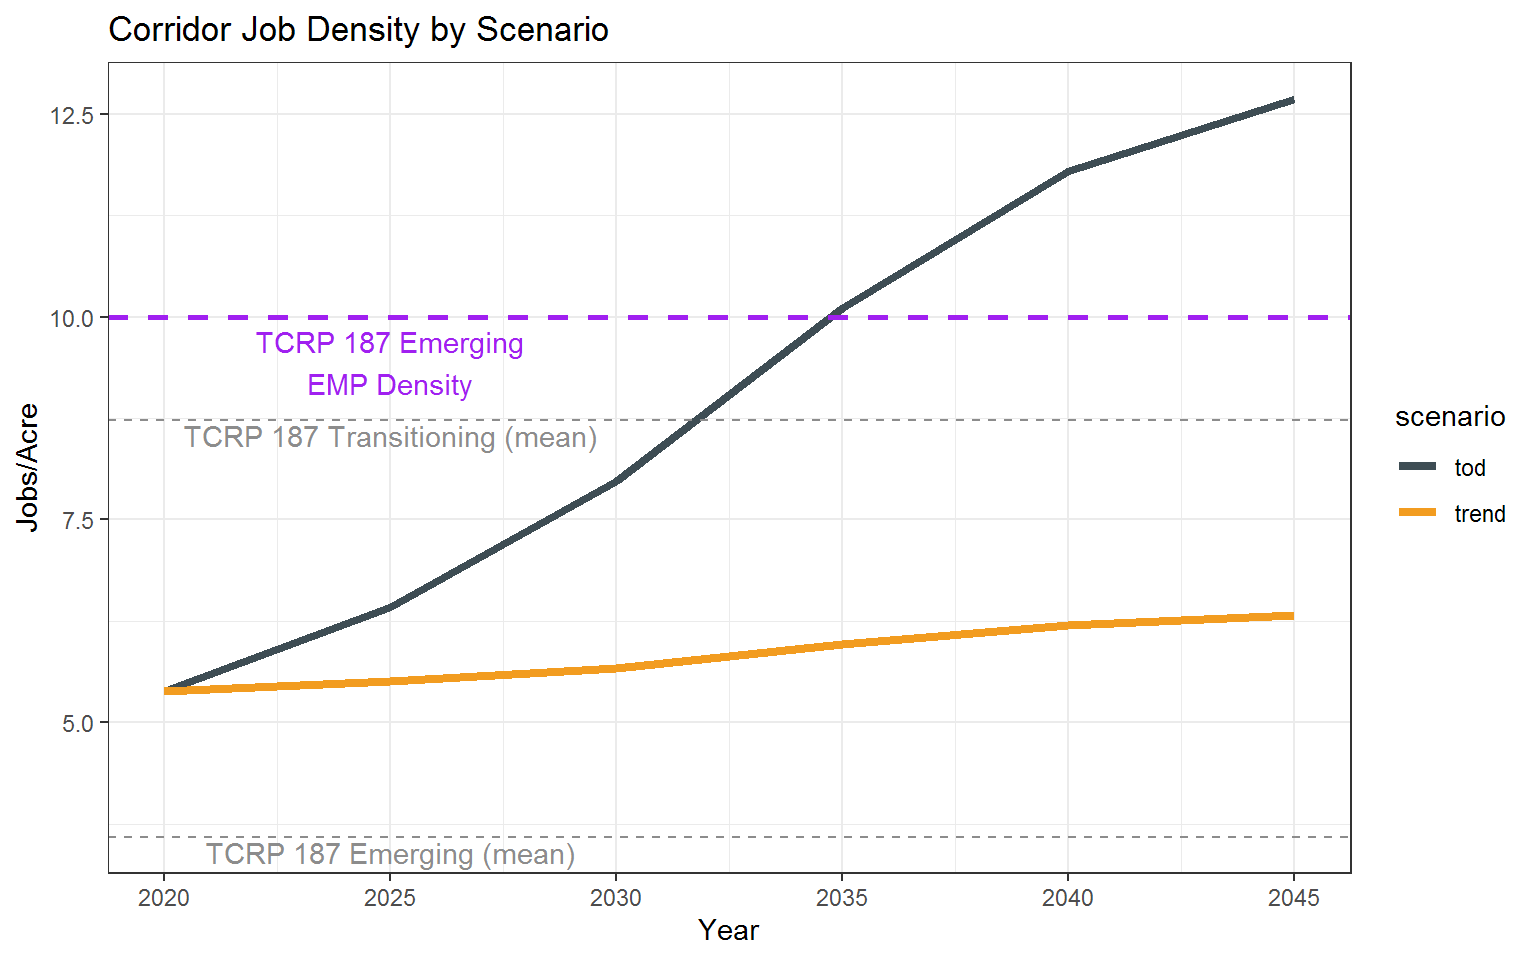 Corridor Job Density by Scenario
12.5
10.0
7.5
5.0
Jobs/Acre
TCRP 187 Emerging
EMP Density
TCRP 187 Transitioning (mean)
TCRP 187 Emerging (mean)
2020
2025
2030
2035
2040
2045
Year
scenario
tod
trend